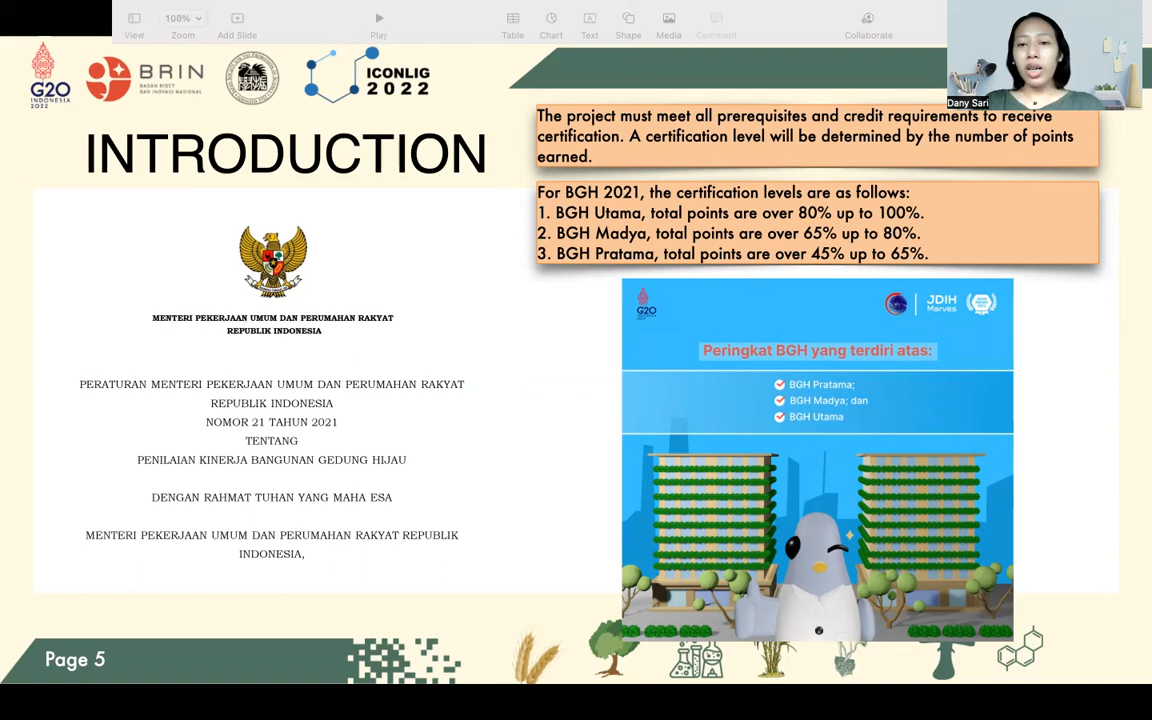 100%
View
Zoom
Add Slide
Play
Table
Chart
Text
Shape
Media
Comment
Collaborate
Dany Sari
G20
INDONESIA
2022
BRIN
BADAN RISET
DAN INOVASI NASIONAL
ICONLIG
2022
INTRODUCTION
The project must meet all prerequisites and credit requirements to receive
certification. A certification level will be determined by the number of points
earned.
For BGH 2021, the certification levels are as follows:
1. BGH Utama, total points are over 80% up to 100%.
2. BGH Madya, total points are over 65% up to 80%.
3. BGH Pratama, total points are over 45% up to 65%.
MENTERI PEKERJAAN UMUM DAN PERUMAHAN RAKYAT
REPUBLIK INDONESIA
PERATURAN MENTERI PEKERJAAN UMUM DAN PERUMAHAN RAKYAT
REPUBLIK INDONESIA
NOMOR 21 TAHUN 2021
TENTANG
PENILAIAN KINERJA BANGUNAN GEDUNG HIJAU
DENGAN RAHMAT TUHAN YANG MAHA ESA
MENTERI PEKERJAAN UMUM DAN PERUMAHAN RAKYAT REPUBLIK
INDONESIA,
G20
JDIH
Marves
Peringkat BGH yang terdiri atas:
BGH Pratama;
BGH Madya; dan
BGH Utama
Page 5